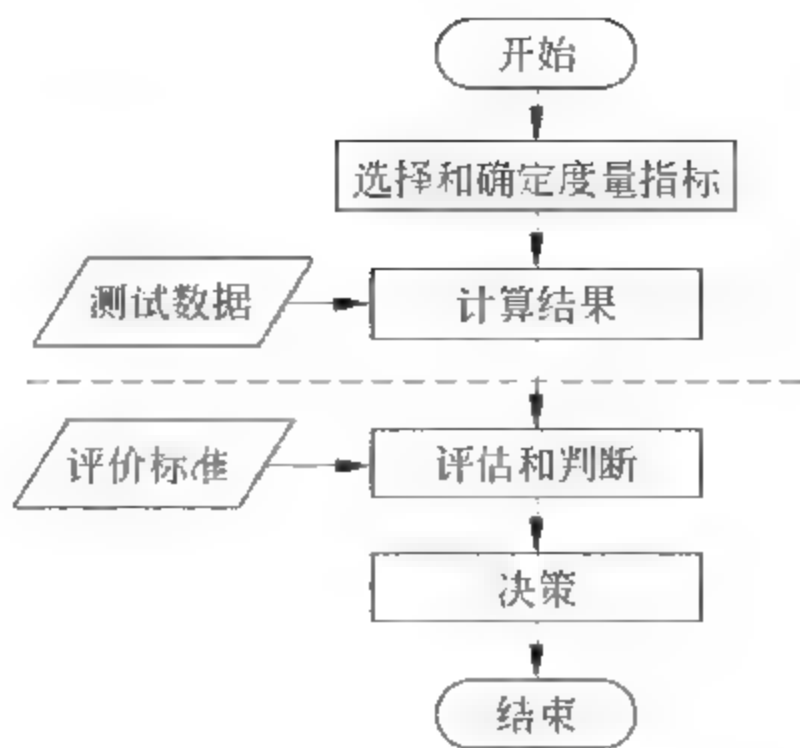 开始
选择和确定度量指标
测试数据
计算结果
评价标准
评估和判断
决策
结束